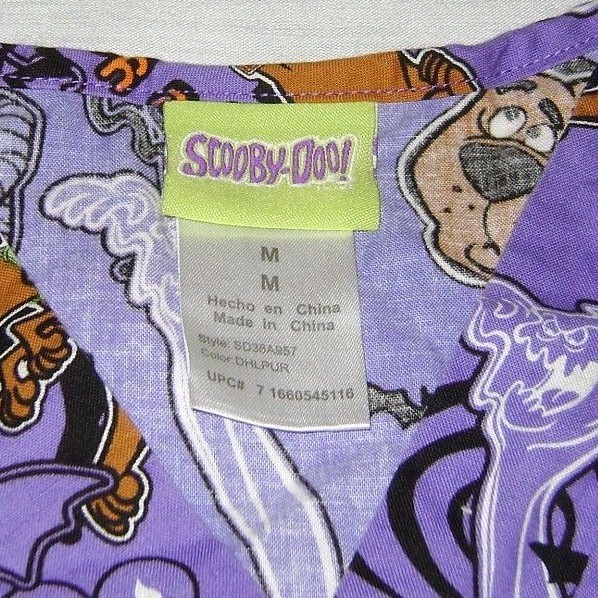 SCOOBY-DOO!
M
M
Hecho en China
Made in China
Style: SD38A957
Color:DHLPUR
UPC# 7 1660545116